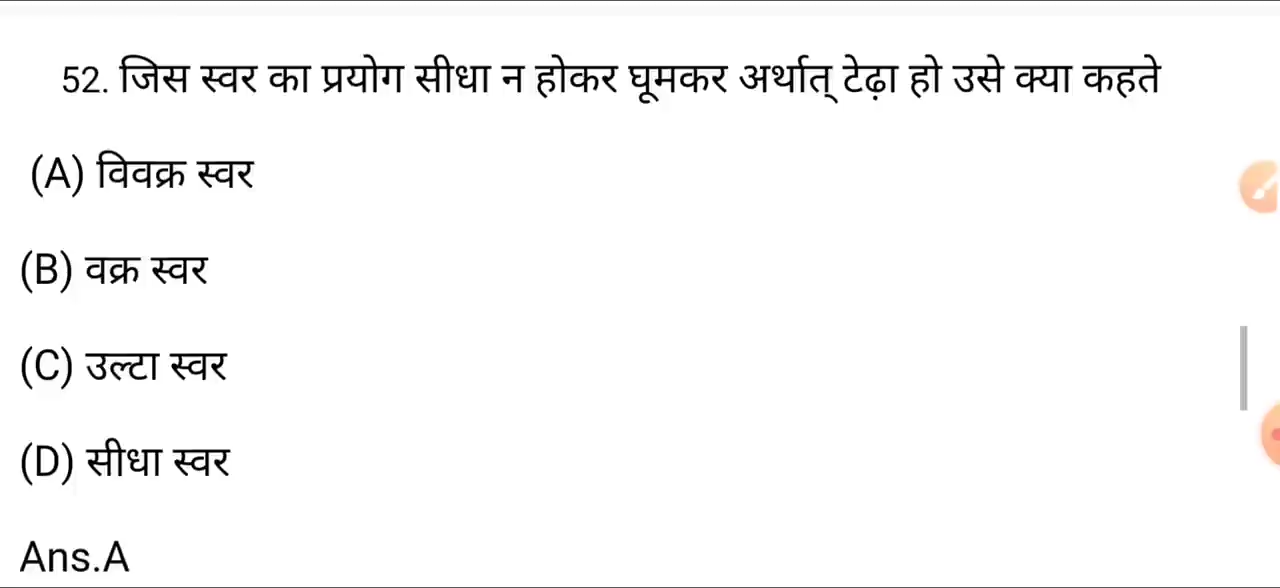 52. जिस स्वर का प्रयोग सीधा न होकर घूमकर अर्थात् टेढ़ा हो उसे क्या कहते
(A) विवक्र स्वर
(B) वक्र स्वर
(C) उल्टा स्वर
(D) सीधा स्वर
Ans.A